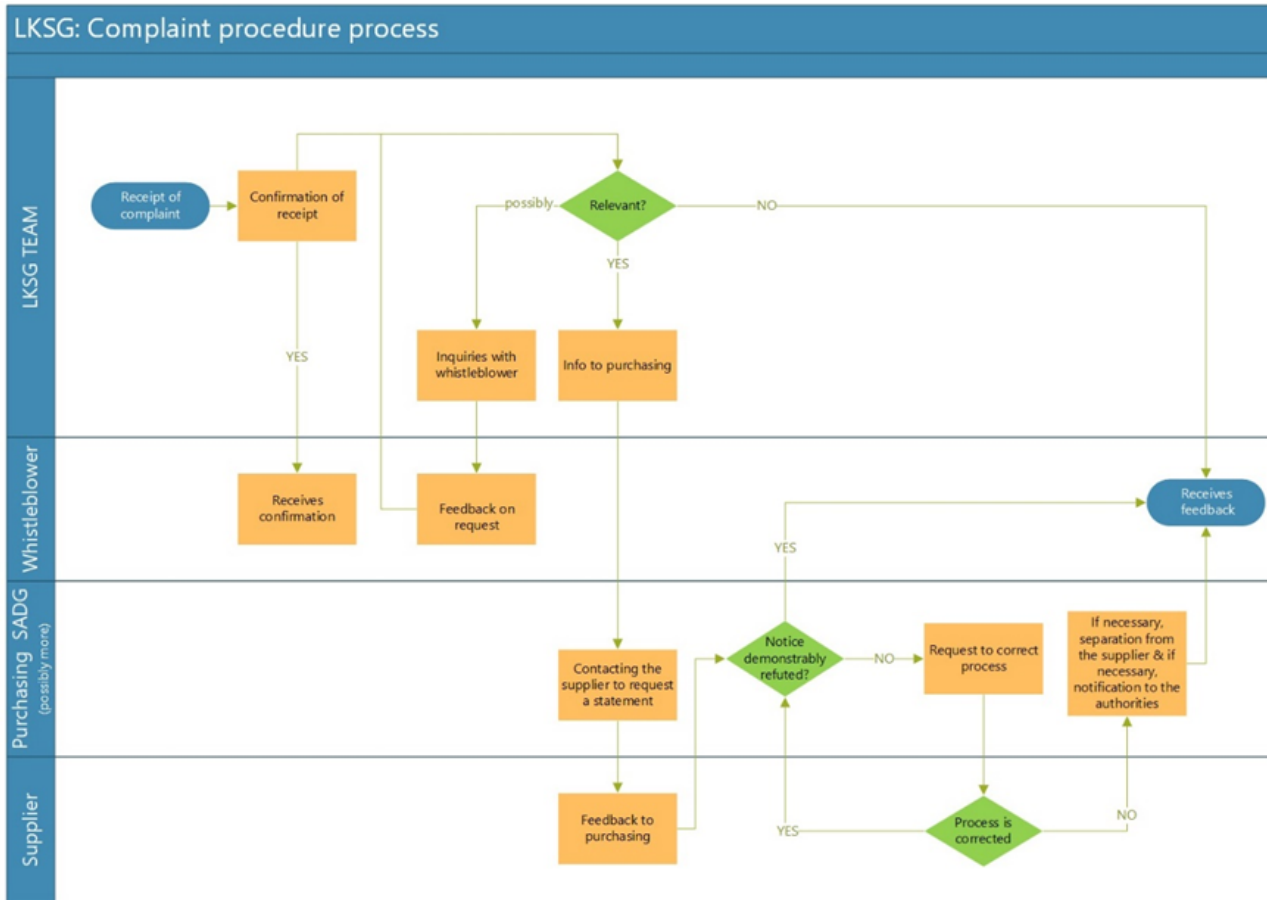 LKSG: Complaint procedure process
LKSG TEAM
Receipt of
complaint
Confirmation of
receipt
possibly
Relevant?
NO
YES
YES
Inquiries with
whistleblower
Info to purchasing
Whistleblower
Receives
confirmation
Feedback on
request
Receives
feedback
YES
Purchasing SADG
(possibly more)
Contacting the
supplier to request
a statement
Notice
demonstrably
refuted?
NO
Request to correct
process
If necessary,
separation from
the supplier & if
necessary,
notification to the
authorities
Supplier
Feedback to
purchasing
YES
Process is
corrected
NO